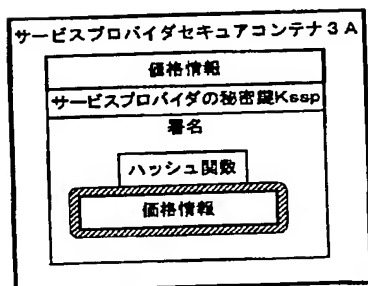 サービスプロバイダセキュアコンテナ３Ａ
価格情報
サービスプロバイダの秘密鍵Kssp
署名
ハッシュ関数
価格情報